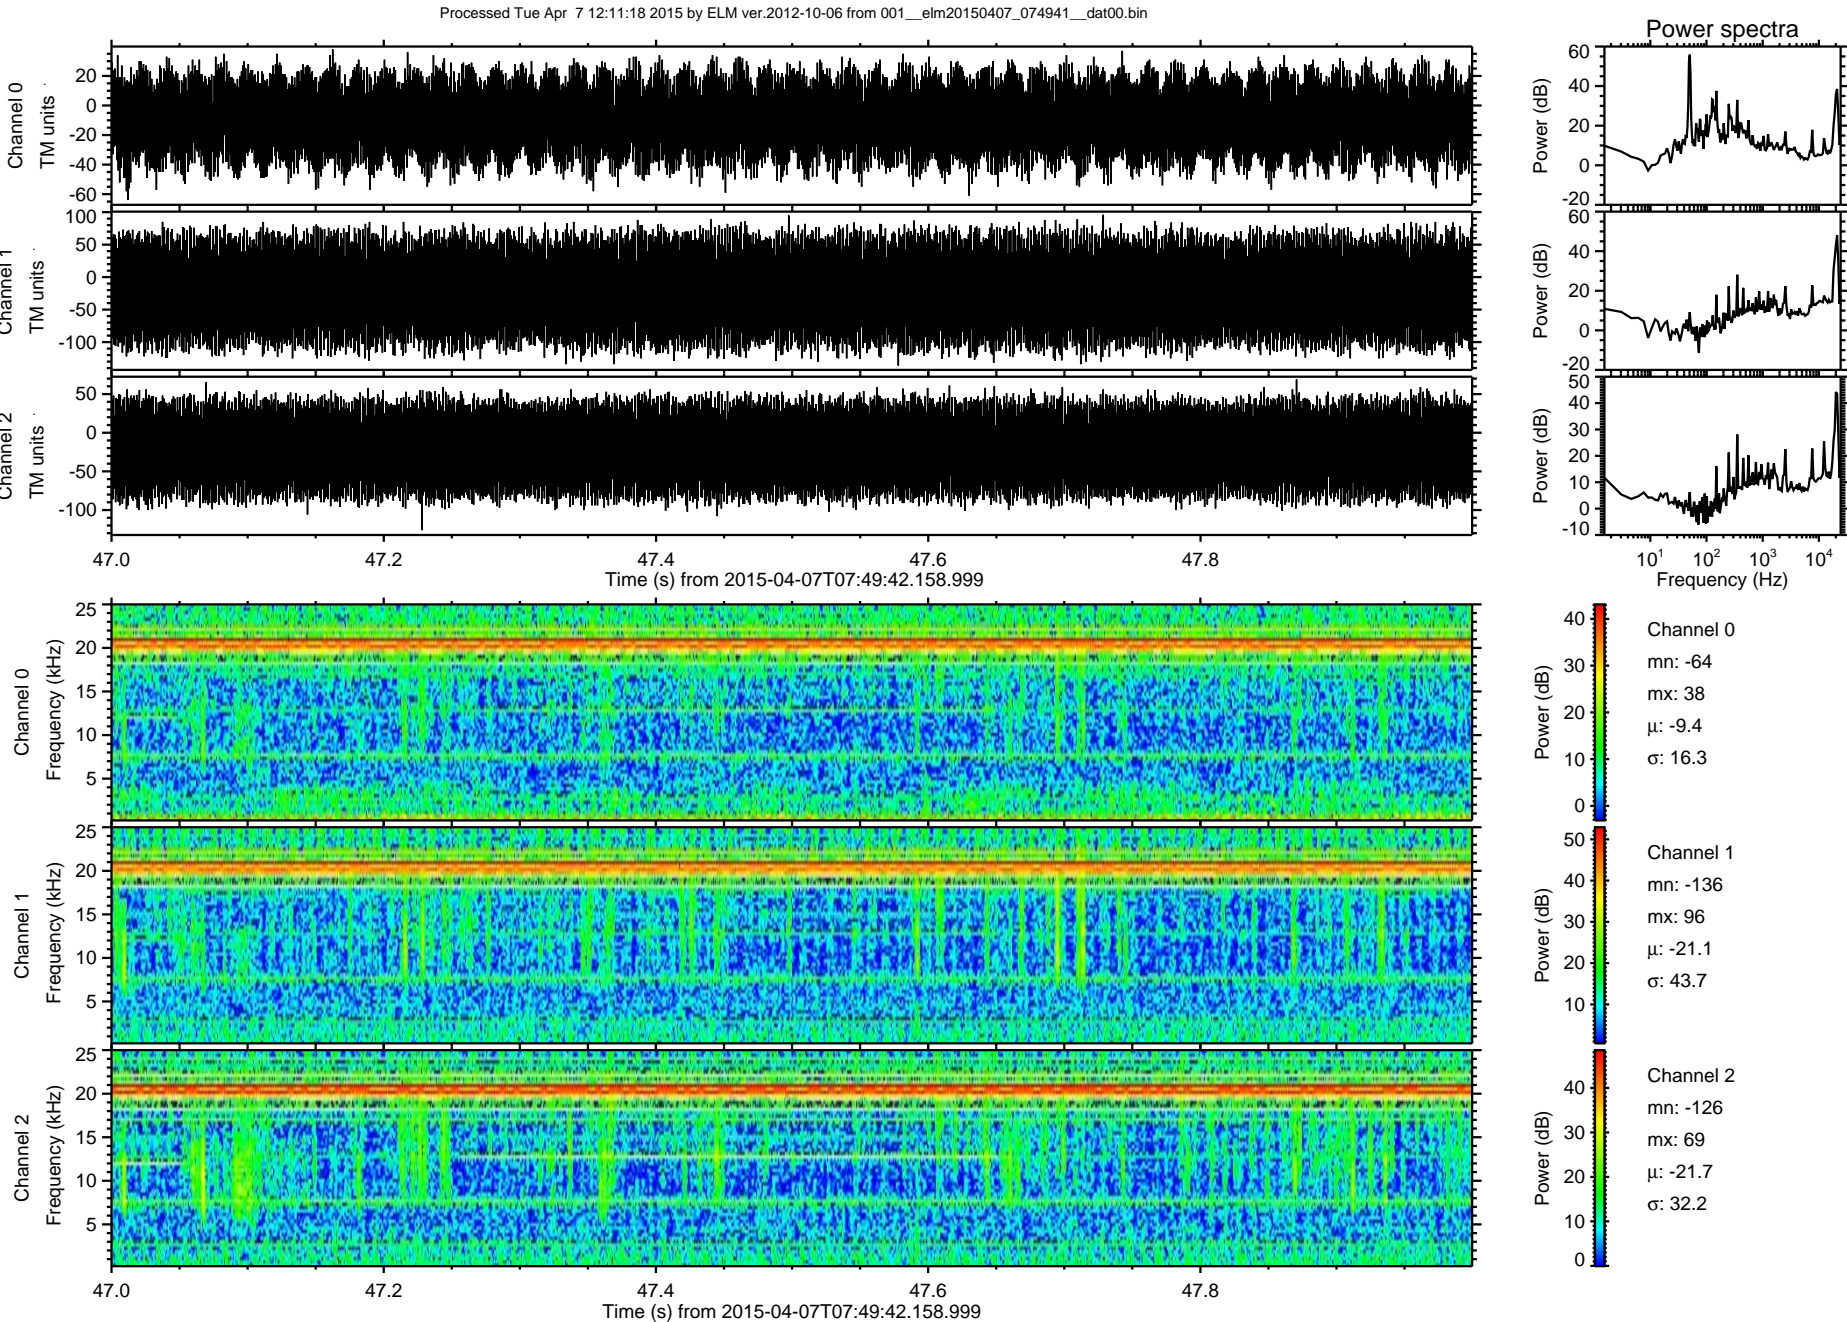 Processed Tue Apr  7 12:11:18 2015 by ELM ver.2012-10-06 from 001__elm20150407_074941__dat00.bin
Power spectra
Channel 0
TM units
20
0
-20
-40
-60
Power (dB)
60
40
20
0
-20
Channel 1
TM units
100
50
0
-50
-100
Power (dB)
60
40
20
0
-20
Channel 2
TM units
50
0
-50
-100
Power (dB)
50
40
30
20
10
0
-10
47.0 47.2 47.4 47.6 47.8
Time (s) from 2015-04-07T07:49:42.158.999
10^1 10^2 10^3 10^4
Frequency (Hz)
Channel 0
Frequency (kHz)
25
20
15
10
5
Power (dB)
40
30
20
10
0
Channel 0
mn: -64
mx: 38
μ: -9.4
σ: 16.3
Channel 1
Frequency (kHz)
25
20
15
10
5
Power (dB)
50
40
30
20
10
Channel 1
mn: -136
mx: 96
μ: -21.1
σ: 43.7
Channel 2
Frequency (kHz)
25
20
15
10
5
Power (dB)
40
30
20
10
0
Channel 2
mn: -126
mx: 69
μ: -21.7
σ: 32.2
47.0 47.2 47.4 47.6 47.8
Time (s) from 2015-04-07T07:49:42.158.999